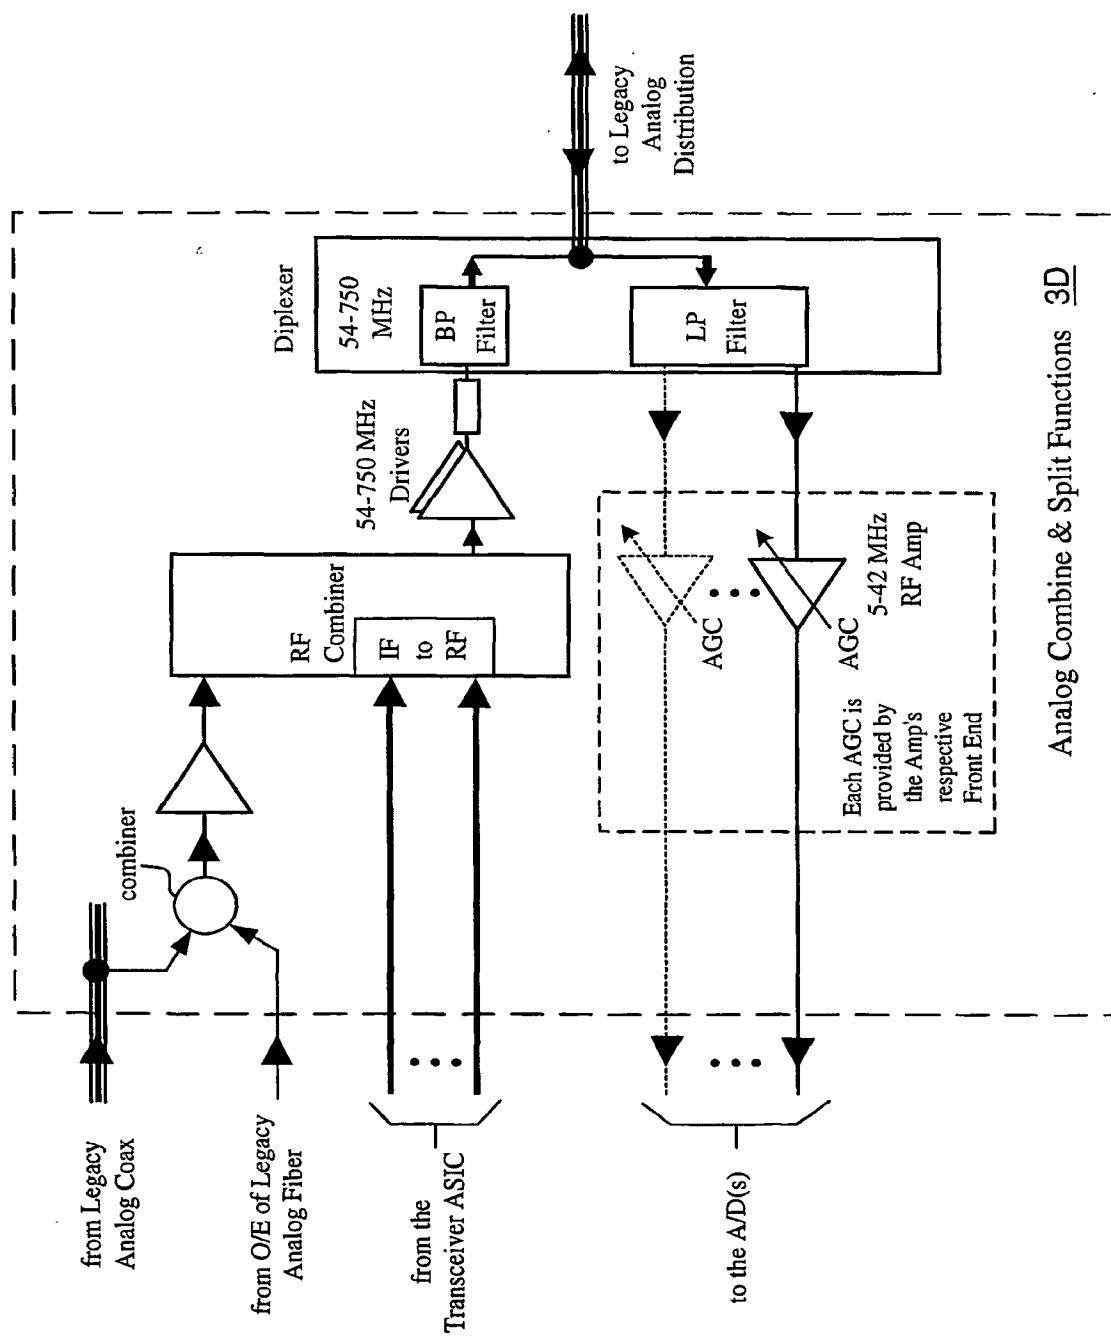 from Legacy
Analog Coax
from O/E of Legacy
Analog Fiber
from the
Transceiver ASIC
to the A/D(s)
combiner
RF
Combiner
IF
to
RF
54-750 MHz
Drivers
Diplexer
54-750
MHz
BP
Filter
LP
Filter
to Legacy
Analog
Distribution
AGC
AGC
5-42 MHz
RF Amp
Each AGC is
provided by
the Amp's
respective
Front End
Analog Combine & Split Functions 3D